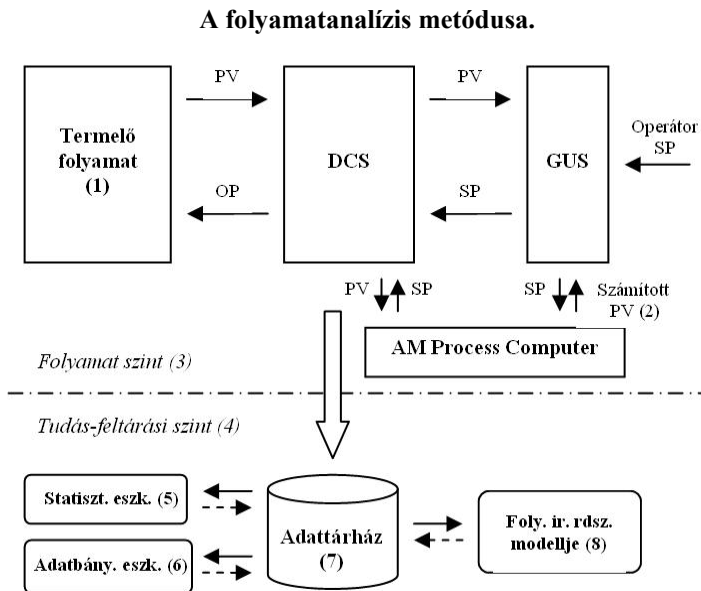 A folyamatanalízis metódusa.
PV
PV
Termelő
folyamat
(1)
DCS
GUS
Operátor
SP
OP
SP
PV
SP
SP
Számított
PV (2)
AM Process Computer
Folyamat szint (3)
Tudás-feltárási szint (4)
Statiszt. eszk. (5)
Adatbány. eszk. (6)
Adattárház
(7)
Foly. ir. rdsz.
modellje (8)